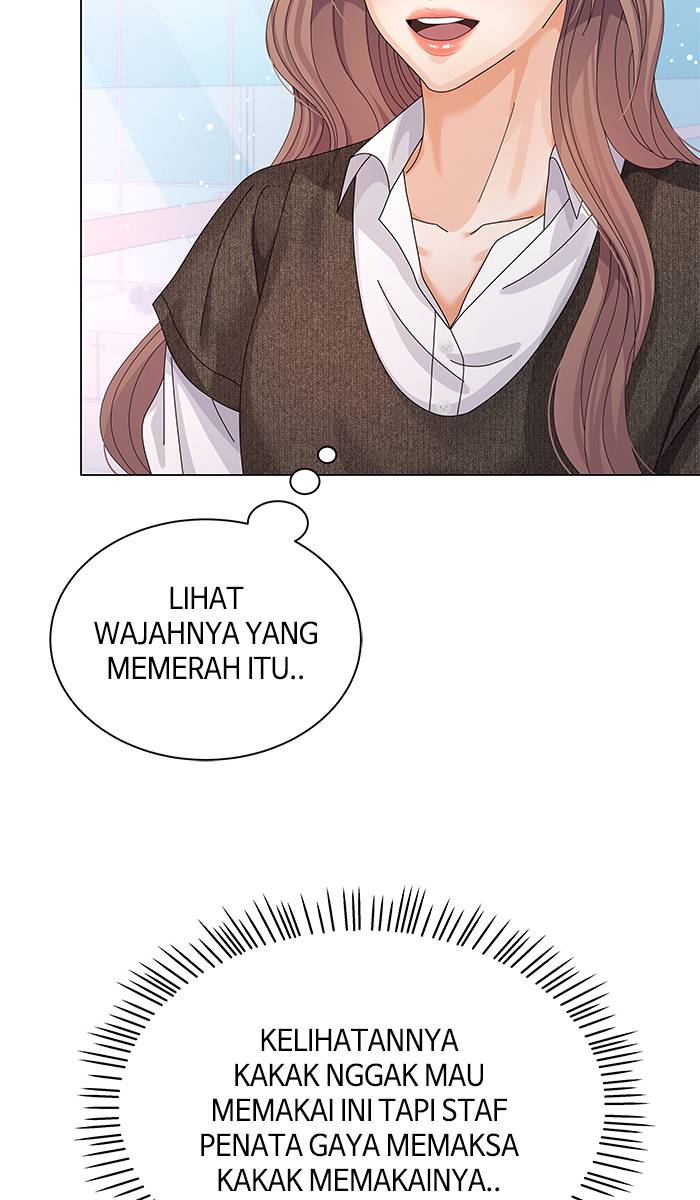 LIHAT
WAJAHNYA YANG
MEMERAH ITU..
KELIHATANNYA
KAKAK NGGAK MAU
MEMAKAI INI TAPI STAF
PENATA GAYA MEMAKSA
KAKAK MEMAKAINYA..